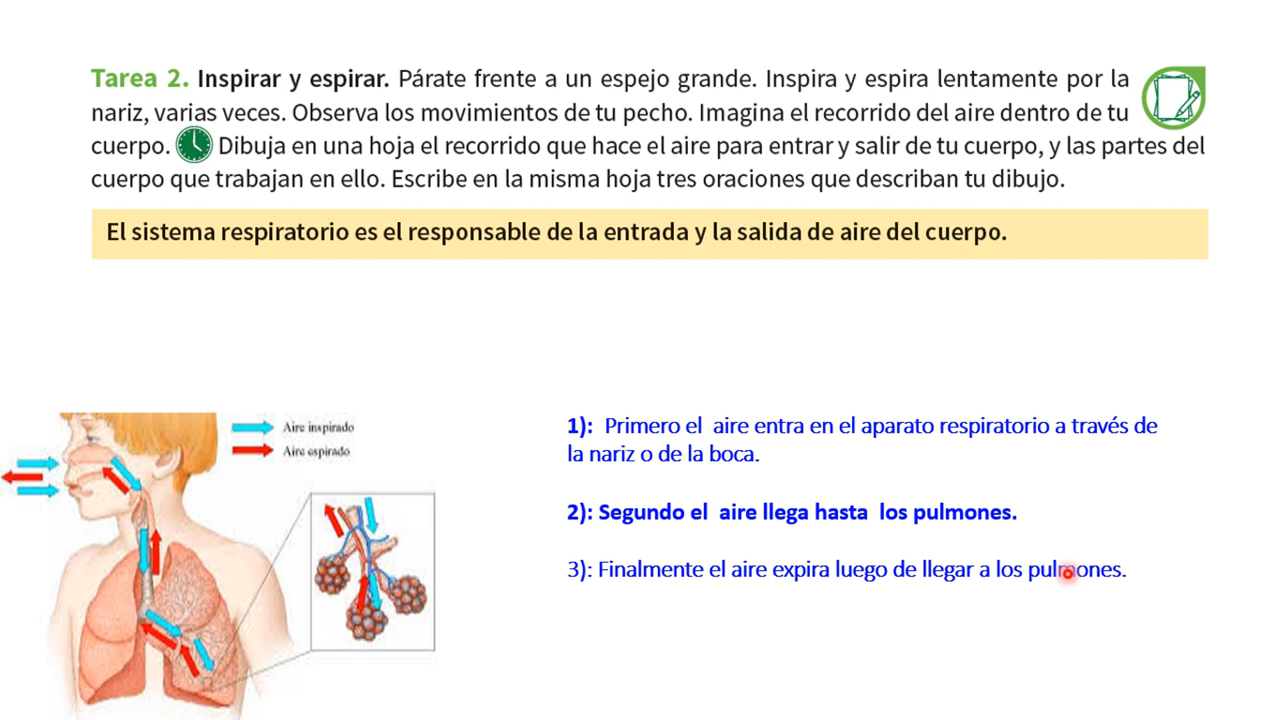 Tarea 2. Inspirar y espirar. Párate frente a un espejo grande. Inspira y espira lentamente por la
nariz, varias veces. Observa los movimientos de tu pecho. Imagina el recorrido del aire dentro de tu
cuerpo. Dibuja en una hoja el recorrido que hace el aire para entrar y salir de tu cuerpo, y las partes del
cuerpo que trabajan en ello. Escribe en la misma hoja tres oraciones que describan tu dibujo.
El sistema respiratorio es el responsable de la entrada y la salida de aire del cuerpo.
Aire inspirado
Aire espirado
1): Primero el aire entra en el aparato respiratorio a través de
la nariz o de la boca.
2): Segundo el aire llega hasta los pulmones.
3): Finalmente el aire expira luego de llegar a los pulmones.